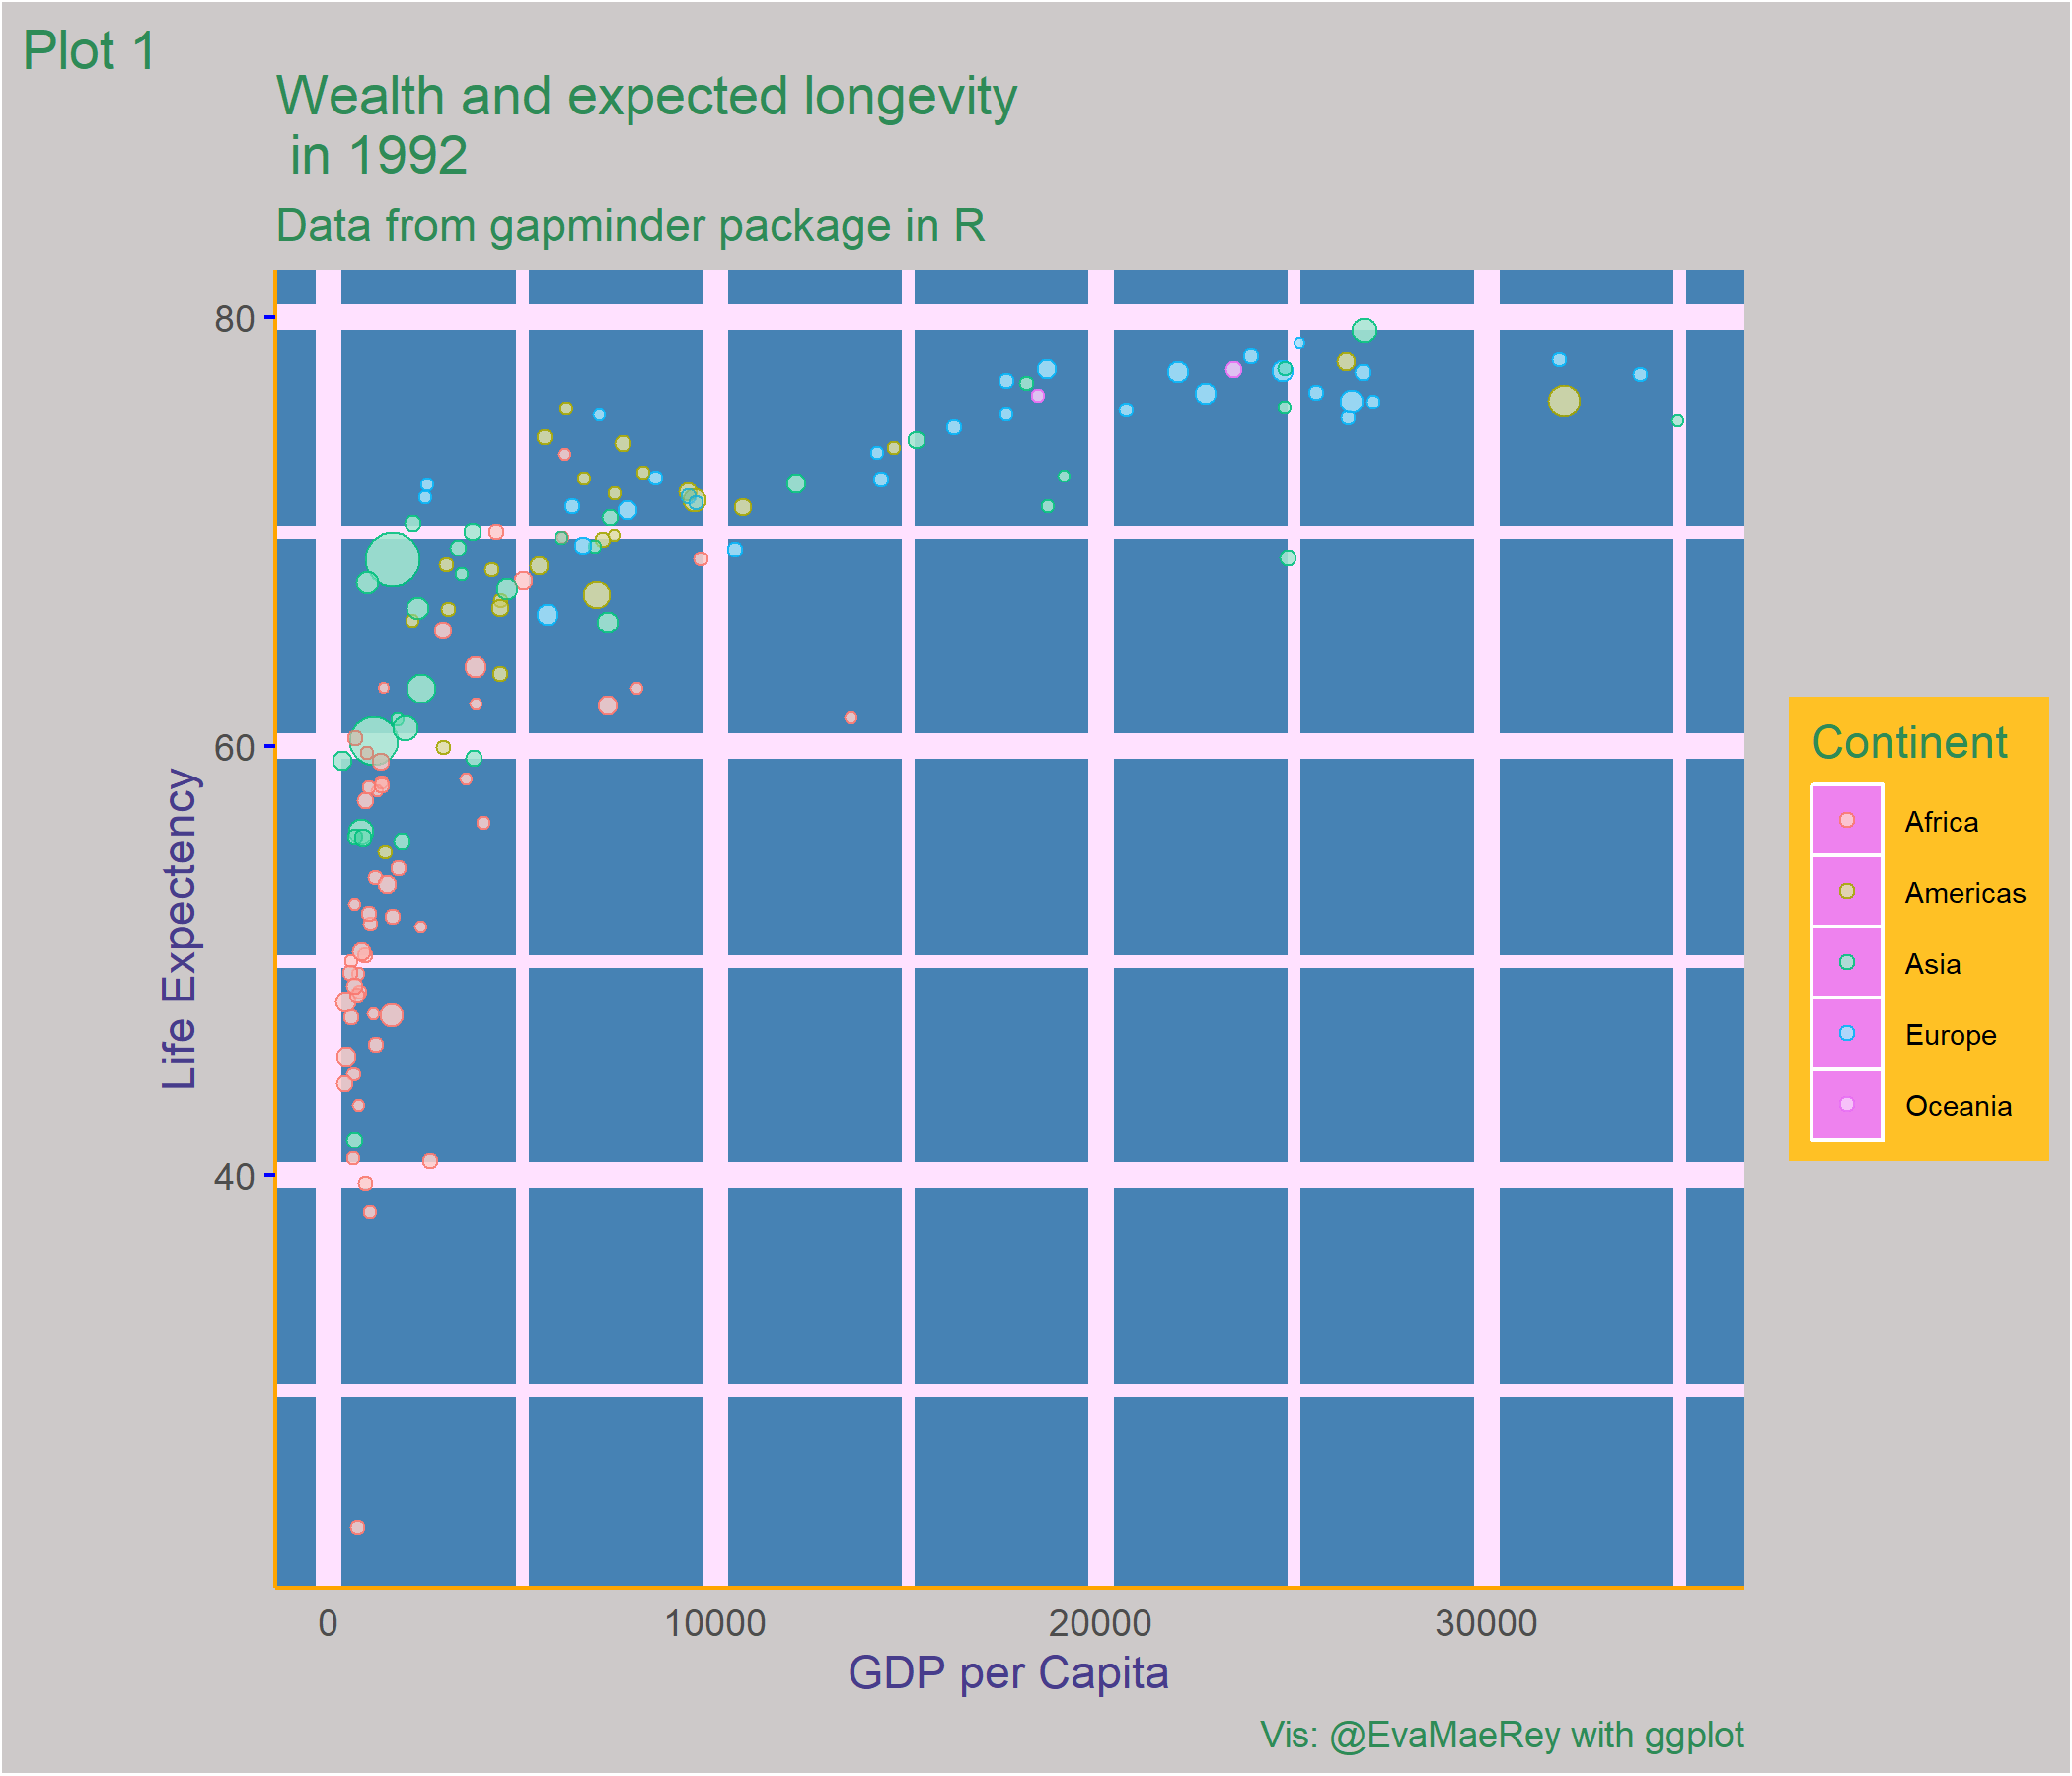 Plot 1
Wealth and expected longevity
in 1992
Data from gapminder package in R
80
60
40
Life Expectency
0
10000
20000
30000
GDP per Capita
Continent
Africa
Americas
Asia
Europe
Oceania
Vis: @EvaMaeRey with ggplot